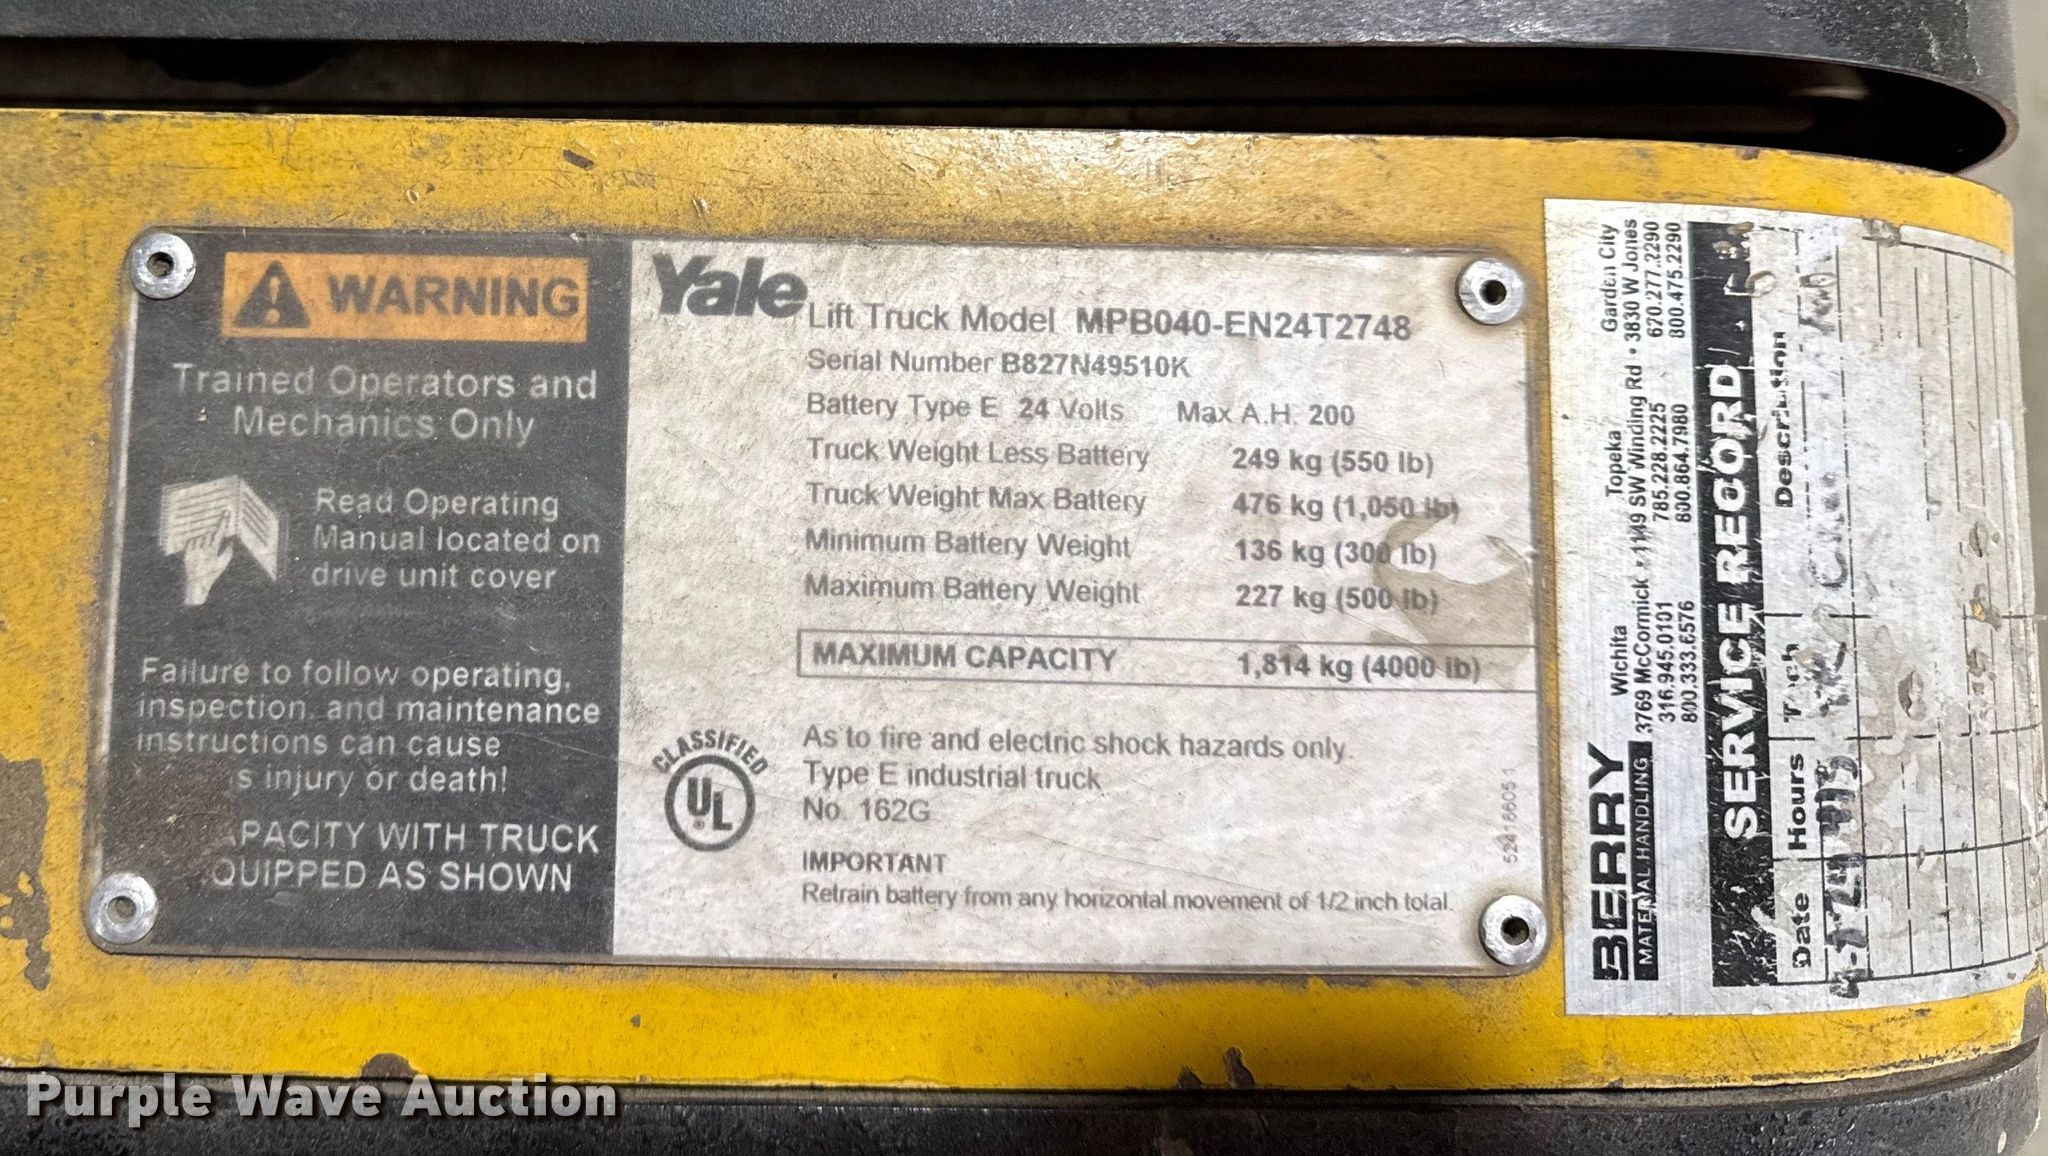 WARNING
Trained Operators and
Mechanics Only
Read Operating
Manual located on
drive unit cover
Failure to follow operating,
inspection, and maintenance
instructions can cause
injury or death!
WITH TRUCK
AS SHOWN
Yale
Lift Truck Model MPB040-EN24T2748
Serial Number B827N49510K
Battery Type E 24 Volts Max A.H. 200
Truck Weight Less Battery 249 kg (550 lb)
Truck Weight Max Battery 476 kg (1,050 lb)
Minimum Battery Weight 136 kg (300 lb)
Maximum Battery Weight 227 kg (500 lb)
MAXIMUM CAPACITY 1,814 kg (4000 lb)
CLASSIFIED
UL
®
As to fire and electric shock hazards only.
Type E industrial truck
No. 162G
IMPORTANT
Retrain battery from any horizontal movement of 1/2 inch total.
BERRY
MATERIAL HANDLING
Wichita
3769 McCormick
316.945.0101
800.333.6576
Topeka
1149 SW Winding Rd
785.228.2225
800.864.7980
Garden City
3830 W Jones
620.277.2290
800.475.2290
SERVICE RECORD
Date Hours Tech Description
Purple Wave Auction